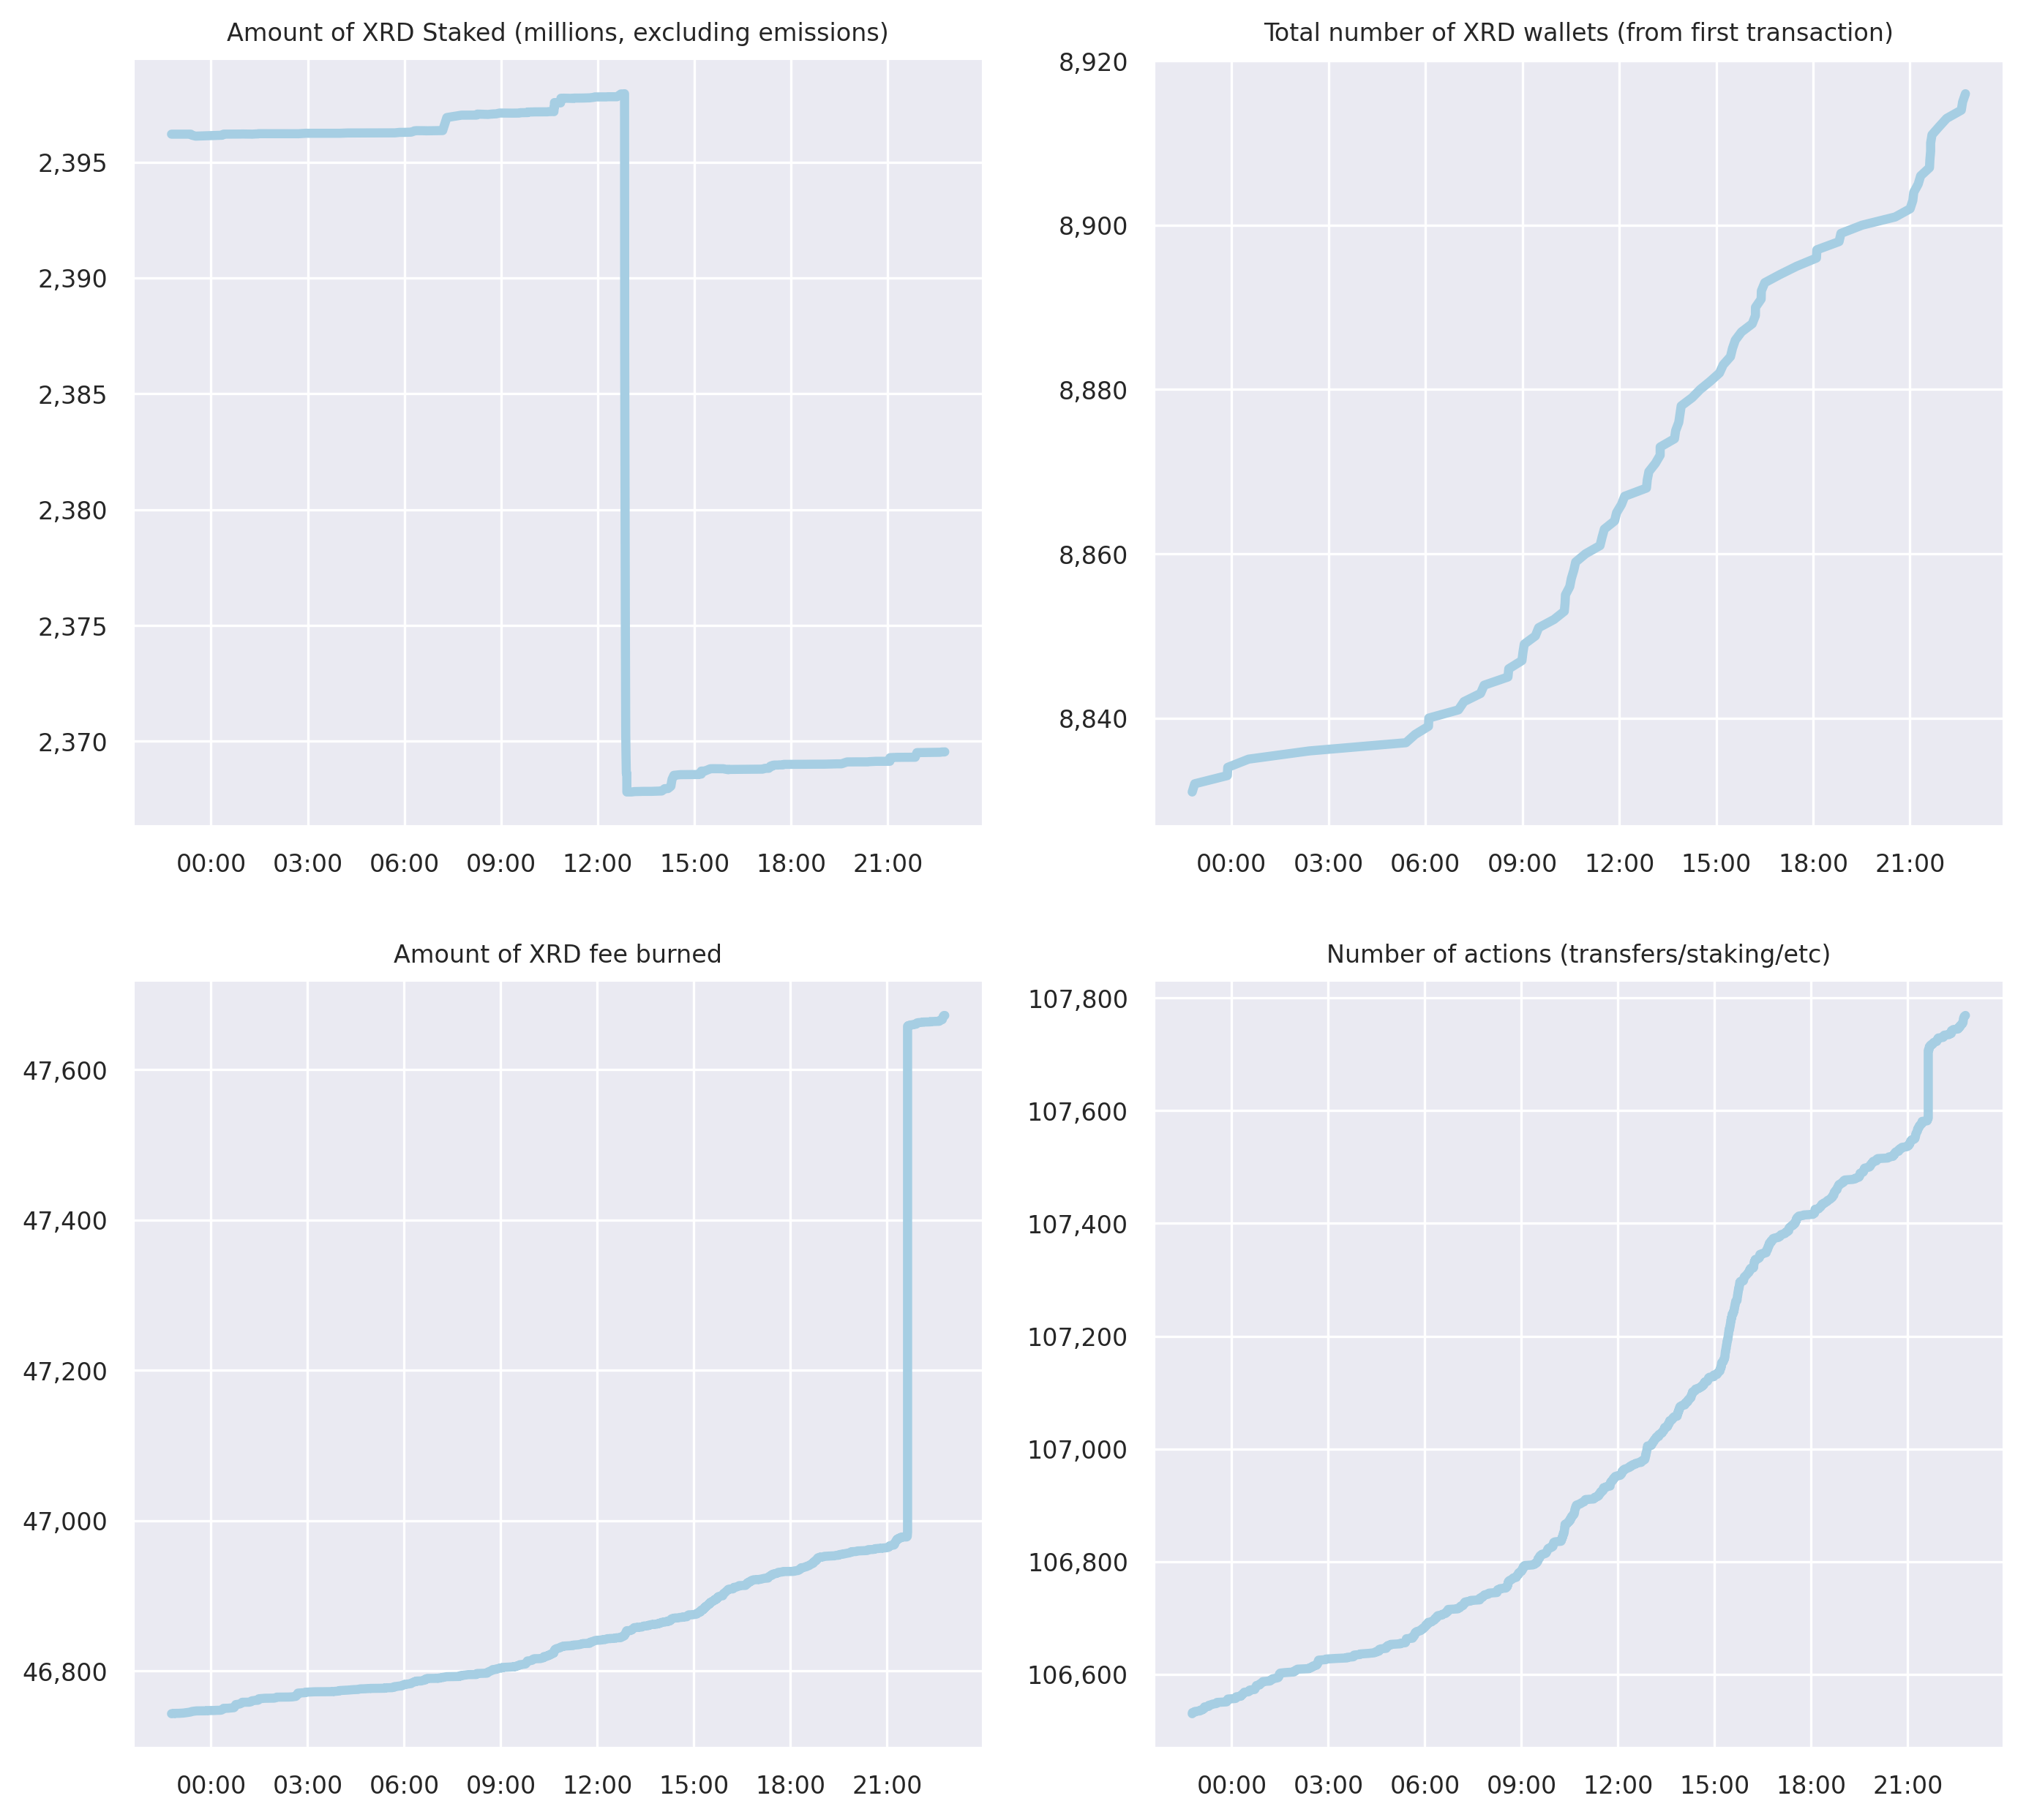 Amount of XRD Staked (millions, excluding emissions)
2,395
2,390
2,385
2,380
2,375
2,370
00:00 03:00 06:00 09:00 12:00 15:00 18:00 21:00
Total number of XRD wallets (from first transaction)
8,920
8,900
8,880
8,860
8,840
00:00 03:00 06:00 09:00 12:00 15:00 18:00 21:00
Amount of XRD fee burned
47,600
47,400
47,200
47,000
46,800
00:00 03:00 06:00 09:00 12:00 15:00 18:00 21:00
Number of actions (transfers/staking/etc)
107,800
107,600
107,400
107,200
107,000
106,800
106,600
00:00 03:00 06:00 09:00 12:00 15:00 18:00 21:00